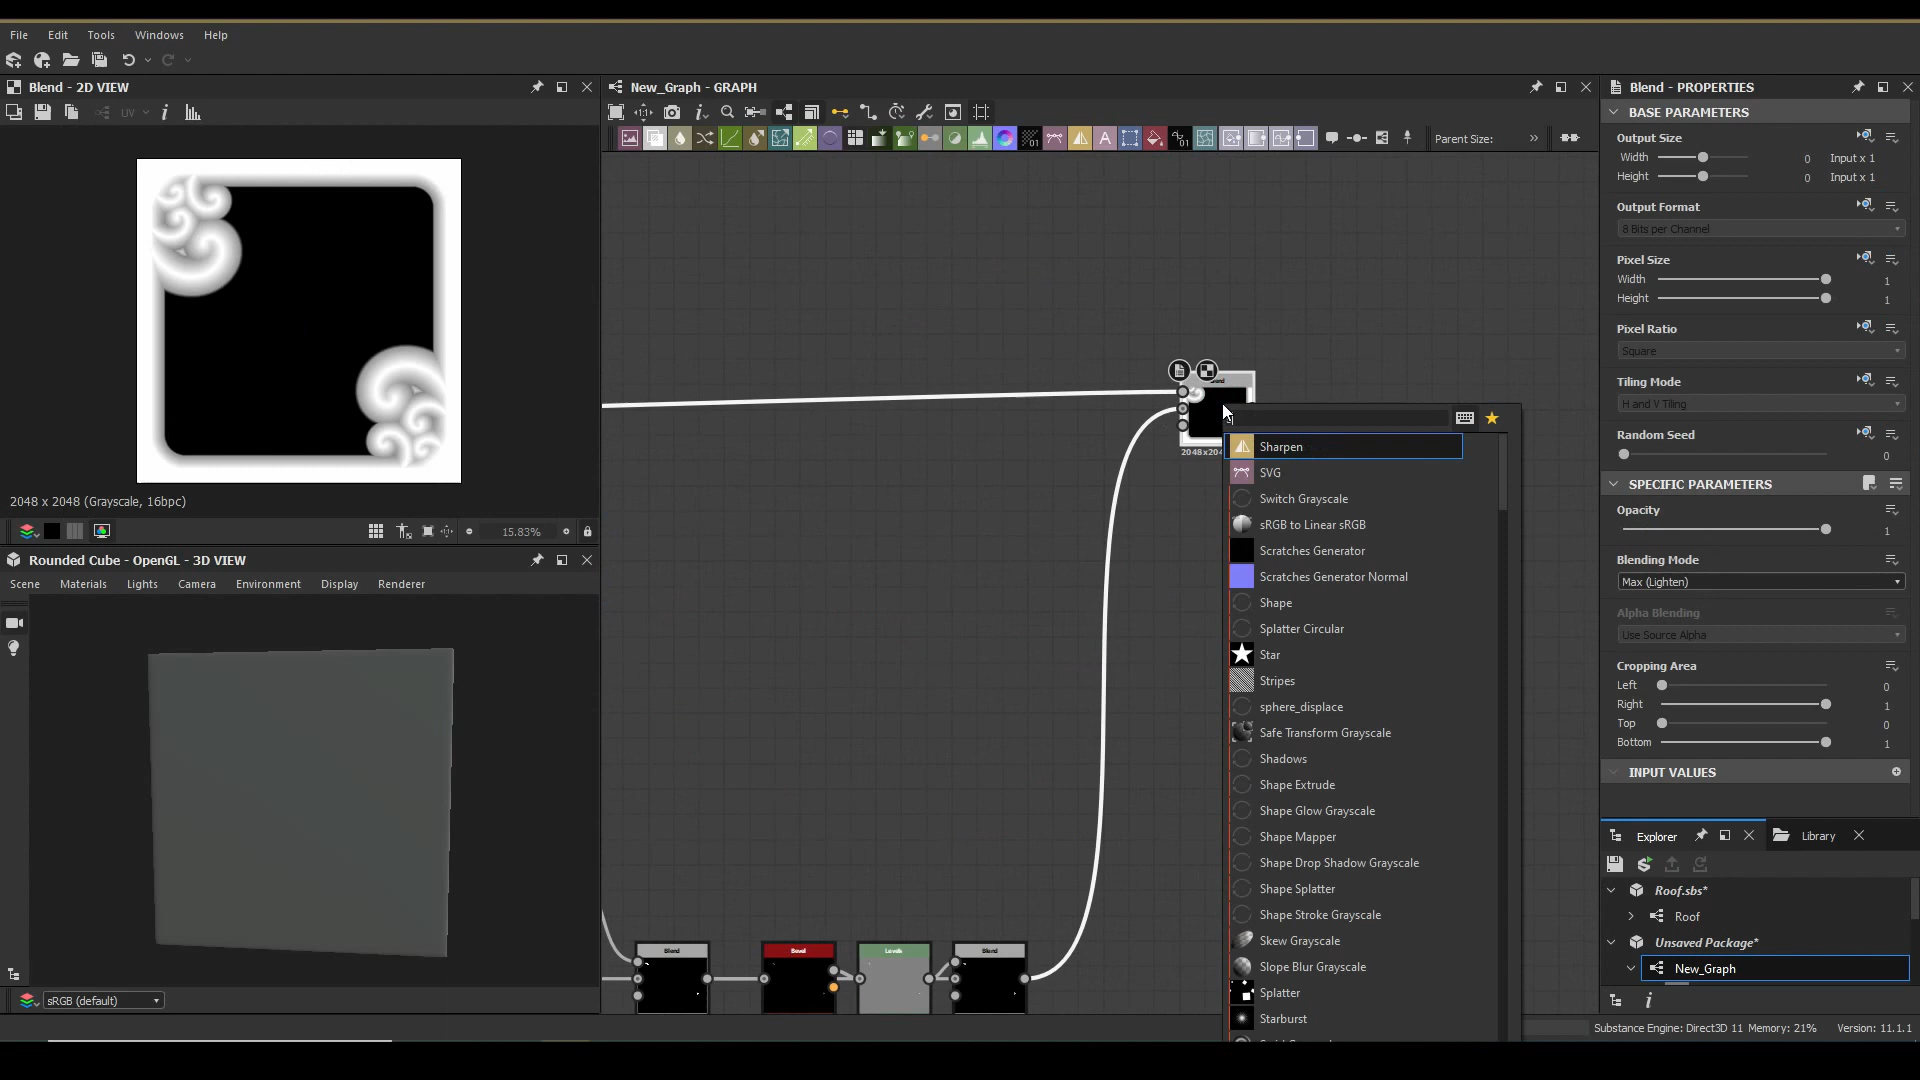 File Edit Tools Windows Help
Blend - 2D VIEW
UV
2048 x 2048 (Grayscale, 16bpc)
15.83%
Rounded Cube - OpenGL - 3D VIEW
Scene Materials Lights Camera Environment Display Renderer
sRGB (default)
New_Graph - GRAPH
Parent Size:
Blend
2048x204
s
Sharpen
SVG
Switch Grayscale
sRGB to Linear sRGB
Scratches Generator
Scratches Generator Normal
Shape
Splatter Circular
Star
Stripes
sphere_displace
Safe Transform Grayscale
Shadows
Shape Extrude
Shape Glow Grayscale
Shape Mapper
Shape Drop Shadow Grayscale
Shape Splatter
Shape Stroke Grayscale
Skew Grayscale
Slope Blur Grayscale
Splatter
Starburst
Blend Bevel Levels Blend
Blend - PROPERTIES
BASE PARAMETERS
Output Size
Width 0 Input x 1
Height 0 Input x 1
Output Format
8 Bits per Channel
Pixel Size
Width 1
Height 1
Pixel Ratio
Square
Tiling Mode
H and V Tiling
Random Seed
0
SPECIFIC PARAMETERS
Opacity
1
Blending Mode
Max (Lighten)
Alpha Blending
Use Source Alpha
Cropping Area
Left 0
Right 1
Top 0
Bottom 1
INPUT VALUES
Explorer Library
Roof.sbs*
Roof
Unsaved Package*
New_Graph
Substance Engine: Direct3D 11 Memory: 21% Version: 11.1.1